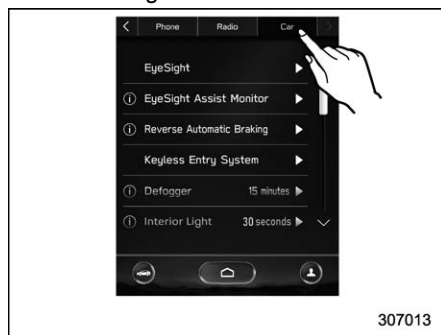 Phone Radio Car
EyeSight
EyeSight Assist Monitor
Reverse Automatic Braking
Keyless Entry System
Defogger 15 minutes
Interior Light 30 seconds
307013